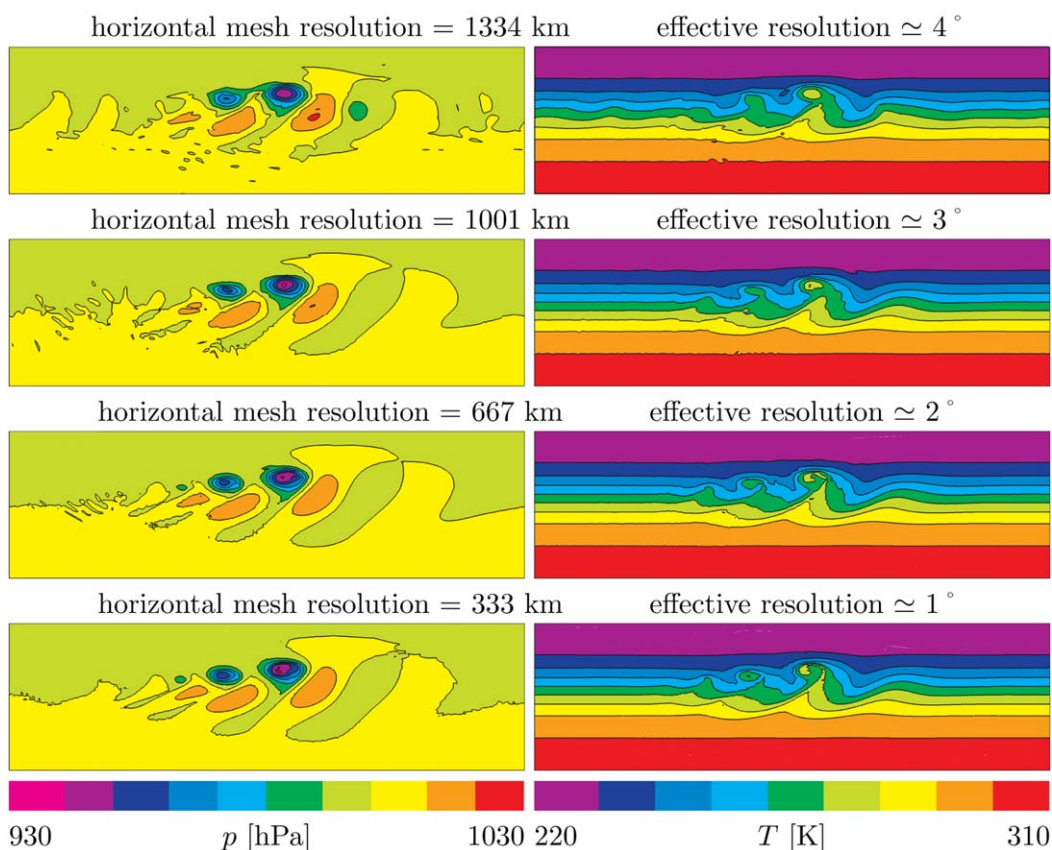 horizontal mesh resolution = 1334 km
effective resolution ≃ 4°
horizontal mesh resolution = 1001 km
effective resolution ≃ 3°
horizontal mesh resolution = 667 km
effective resolution ≃ 2°
horizontal mesh resolution = 333 km
effective resolution ≃ 1°
930 p [hPa] 1030
220 T [K] 310